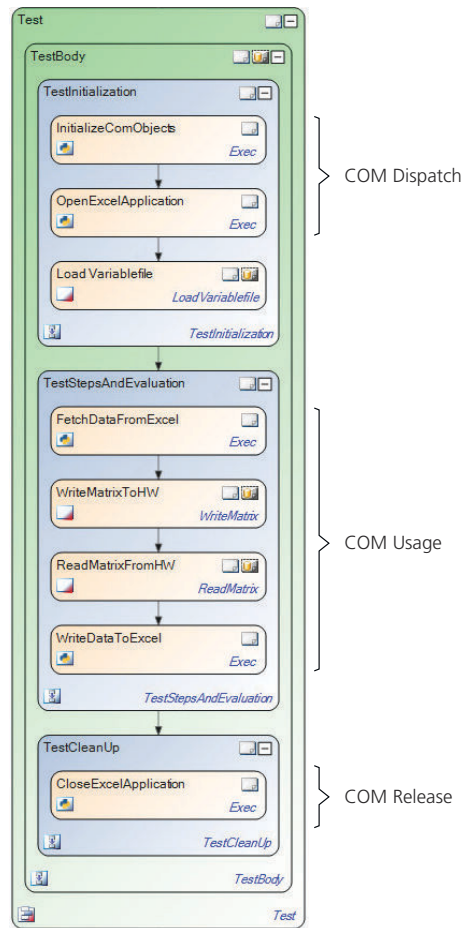 Test
TestBody
TestInitialization
InitializeComObjects
Exec
COM Dispatch
OpenExcelApplication
Exec
Load Variablefile
LoadVariablefile
TestInitialization
TestStepsAndEvaluation
FetchDataFromExcel
Exec
WriteMatrixToHW
WriteMatrix
COM Usage
ReadMatrixFromHW
ReadMatrix
WriteDataToExcel
Exec
TestStepsAndEvaluation
TestCleanUp
CloseExcelApplication
Exec
COM Release
TestCleanUp
TestBody
Test